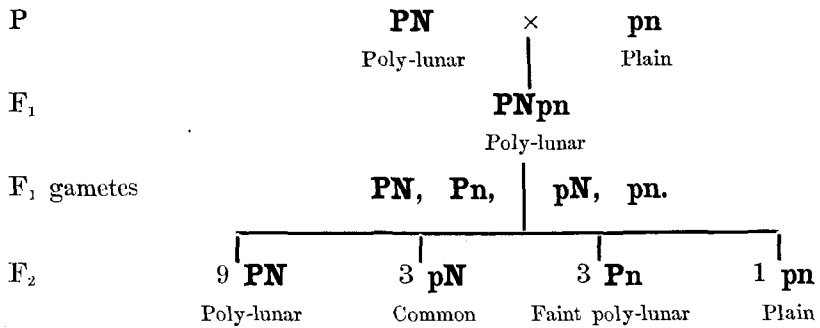 P PN × pn
Poly-lunar Plain
F₁ PNpn
Poly-lunar
F₁ gametes PN, Pn, pN, pn.
F₂ 9 PN 3 pN 3 Pn 1 pn
Poly-lunar Common Faint poly-lunar Plain